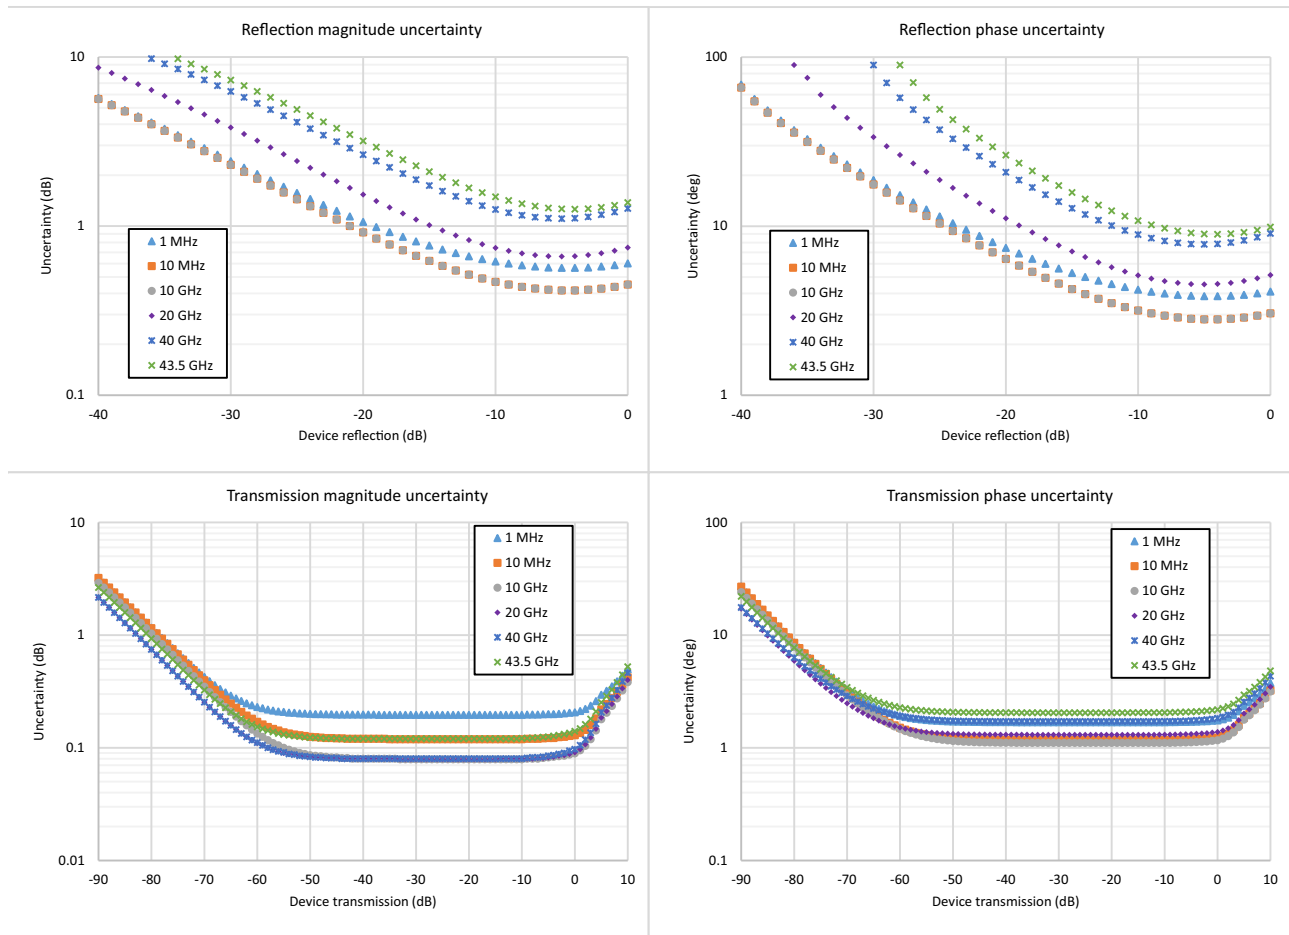 Reflection magnitude uncertainty
10
1
0.1
Uncertainty (dB)
1 MHz
10 MHz
10 GHz
20 GHz
40 GHz
43.5 GHz
-40 -30 -20 -10 0
Device reflection (dB)
Reflection phase uncertainty
100
10
1
Uncertainty (deg)
1 MHz
10 MHz
10 GHz
20 GHz
40 GHz
43.5 GHz
-40 -30 -20 -10 0
Device reflection (dB)
Transmission magnitude uncertainty
10
1
0.1
0.01
Uncertainty (dB)
1 MHz
10 MHz
10 GHz
20 GHz
40 GHz
43.5 GHz
-90 -80 -70 -60 -50 -40 -30 -20 -10 0 10
Device transmission (dB)
Transmission phase uncertainty
100
10
1
0.1
Uncertainty (deg)
1 MHz
10 MHz
10 GHz
20 GHz
40 GHz
43.5 GHz
-90 -80 -70 -60 -50 -40 -30 -20 -10 0 10
Device transmission (dB)